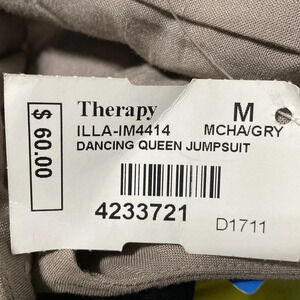 $ 60.00
Therapy M
ILLA-IM4414 MCHA/GRY
DANCING QUEEN JUMPSUIT
4233721 D1711